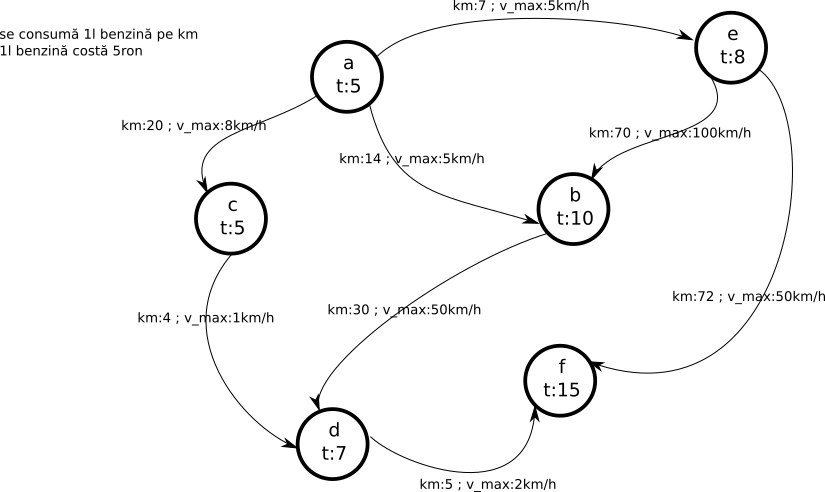 km:7 ; v_max:5km/h
se consumă 1l benzină pe km
1l benzină costă 5ron
e
t:8
a
t:5
km:20 ; v_max:8km/h
km:70 ; v_max:100km/h
km:14 ; v_max:5km/h
c
t:5
b
t:10
km:72 ; v_max:50km/h
km:4 ; v_max:1km/h
km:30 ; v_max:50km/h
f
t:15
d
t:7
km:5 ; v_max:2km/h